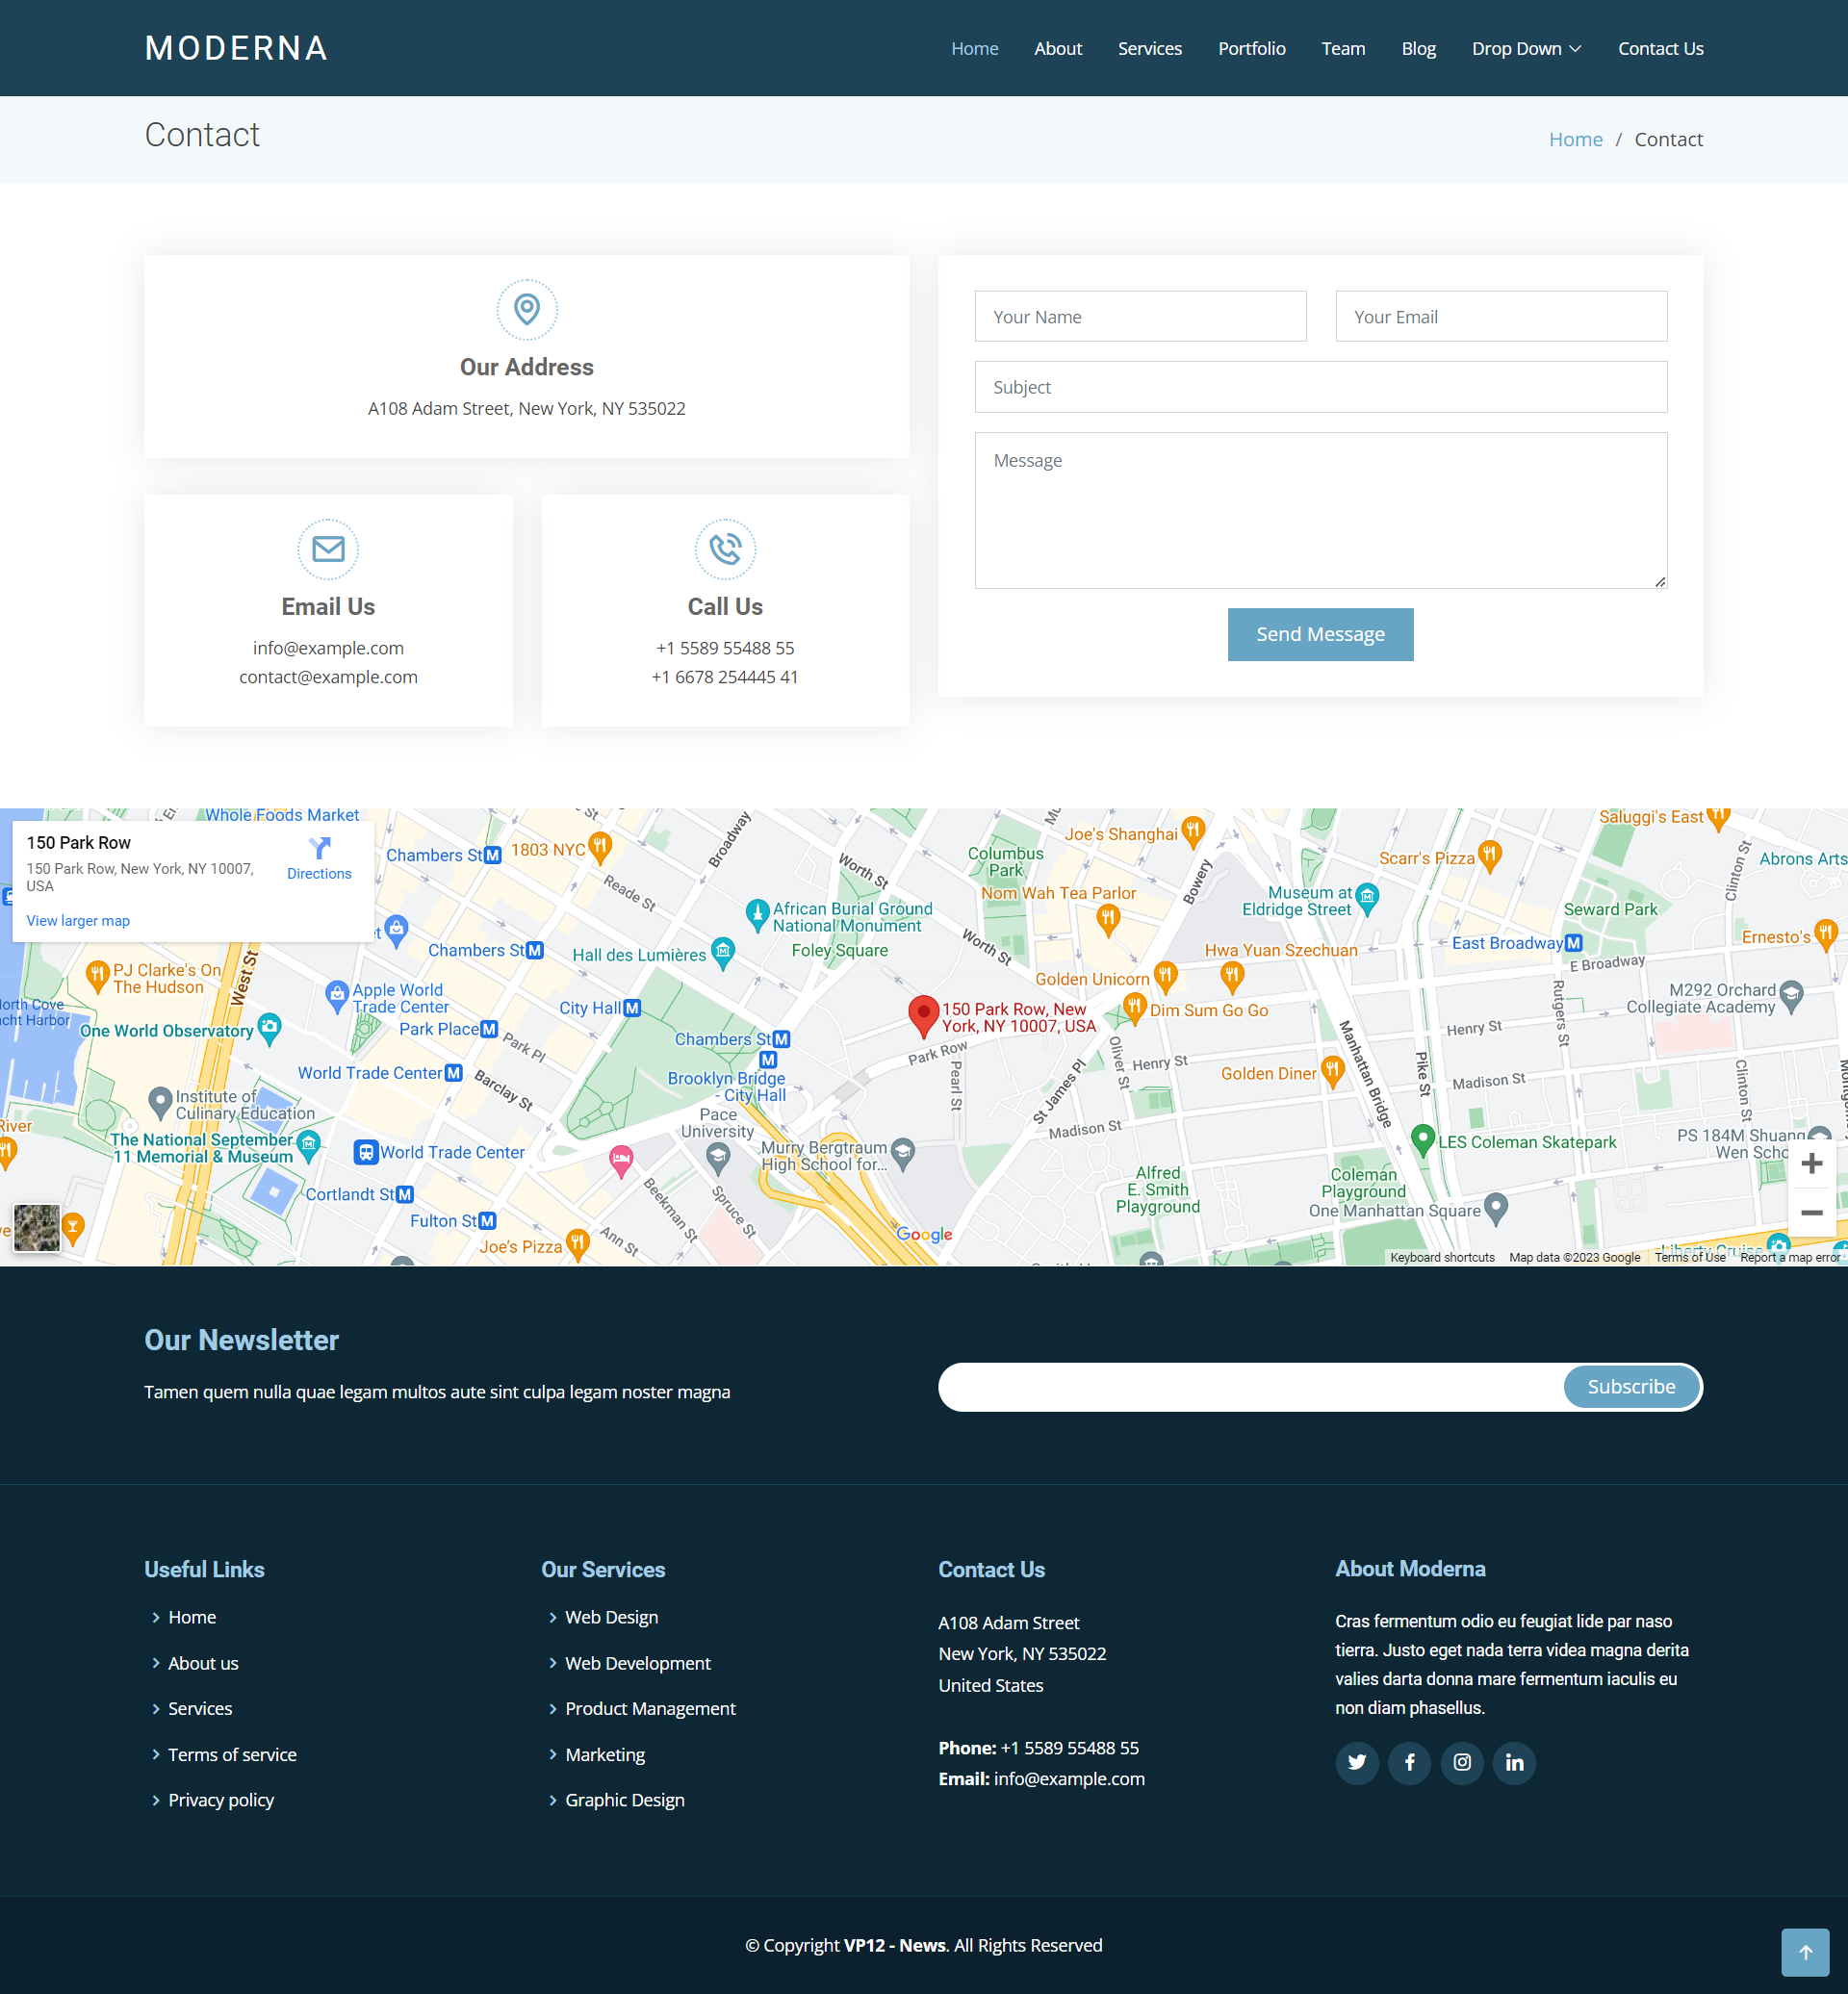 MODERNA
Home About Services Portfolio Team Blog Drop Down Contact Us
Contact
Home / Contact
Our Address
A108 Adam Street, New York, NY 535022
Email Us
info@example.com
contact@example.com
Call Us
+1 5589 55488 55
+1 6678 254445 41
Your Name
Your Email
Subject
Message
Send Message
150 Park Row
150 Park Row, New York, NY 10007,
USA
Directions
View larger map
Whole Foods Market
Chambers St M
1803 NYC
Broadway
Reade St
Worth St
Columbus
Park
Joe's Shanghai
Nom Wah Tea Parlor
Bowery
Scarr's Pizza
Saluggi's East
Clinton St
Abrons Arts
Museum at
Eldridge Street
Seward Park
African Burial Ground
National Monument
Foley Square
Worth St
Chambers St M
Hall des Lumières
Hwa Yuan Szechuan
East Broadway M
Ernesto's
E Broadway
Golden Unicorn
Dim Sum Go Go
PJ Clarke's On
The Hudson
West St
Apple World
Trade Center
City Hall M
150 Park Row, New
York, NY 10007, USA
M292 Orchard
Collegiate Academy
Rutgers St
Henry St
One World Observatory
Park Place M
Park Pl
Chambers St M
M
Brooklyn Bridge
- City Hall
Park Row
Pearl St
Oliver St
Henry St
Manhattan Bridge
Pike St
Golden Diner
Madison St
Clinton St
World Trade Center M
Barclay St
St James Pl
Institute of
Culinary Education
Pace
University
Madison St
River
The National September
11 Memorial & Museum
World Trade Center
Murry Bergtraum
High School for...
LES Coleman Skatepark
PS 184M Shuang
Wen
Cortlandt St M
Beekman St
Spruce St
Alfred
E. Smith
Playground
Coleman
Playground
One Manhattan Square
Fulton St M
Joe's Pizza
Ann St
Google
Liberty Cruise
Keyboard shortcuts Map data ©2023 Google Terms of Use Report a map error
Our Newsletter
Tamen quem nulla quae legam multos aute sint culpa legam noster magna
Subscribe
Useful Links
Home
About us
Services
Terms of service
Privacy policy
Our Services
Web Design
Web Development
Product Management
Marketing
Graphic Design
Contact Us
A108 Adam Street
New York, NY 535022
United States
Phone: +1 5589 55488 55
Email: info@example.com
About Moderna
Cras fermentum odio eu feugiat lide par naso
tierra. Justo eget nada terra videa magna derita
valies darta donna mare fermentum iaculis eu
non diam phasellus.
© Copyright VP12 - News. All Rights Reserved